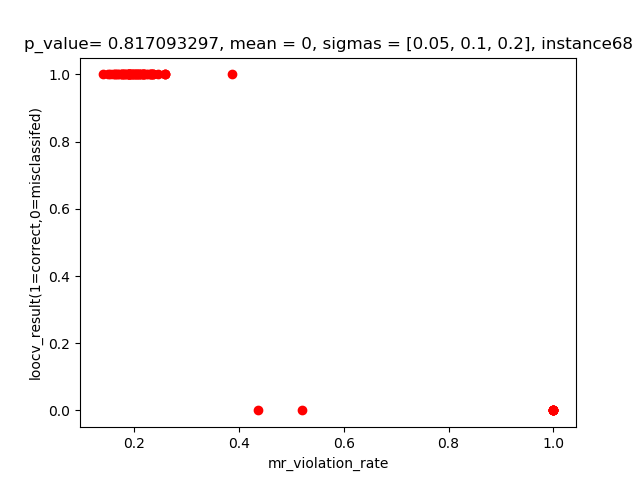 p_value= 0.817093297, mean = 0, sigmas = [0.05, 0.1, 0.2], instance68
1.0
0.8
0.6
0.4
0.2
0.0
loocv_result(1=correct,0=misclassifed)
0.2 0.4 0.6 0.8 1.0
mr_violation_rate